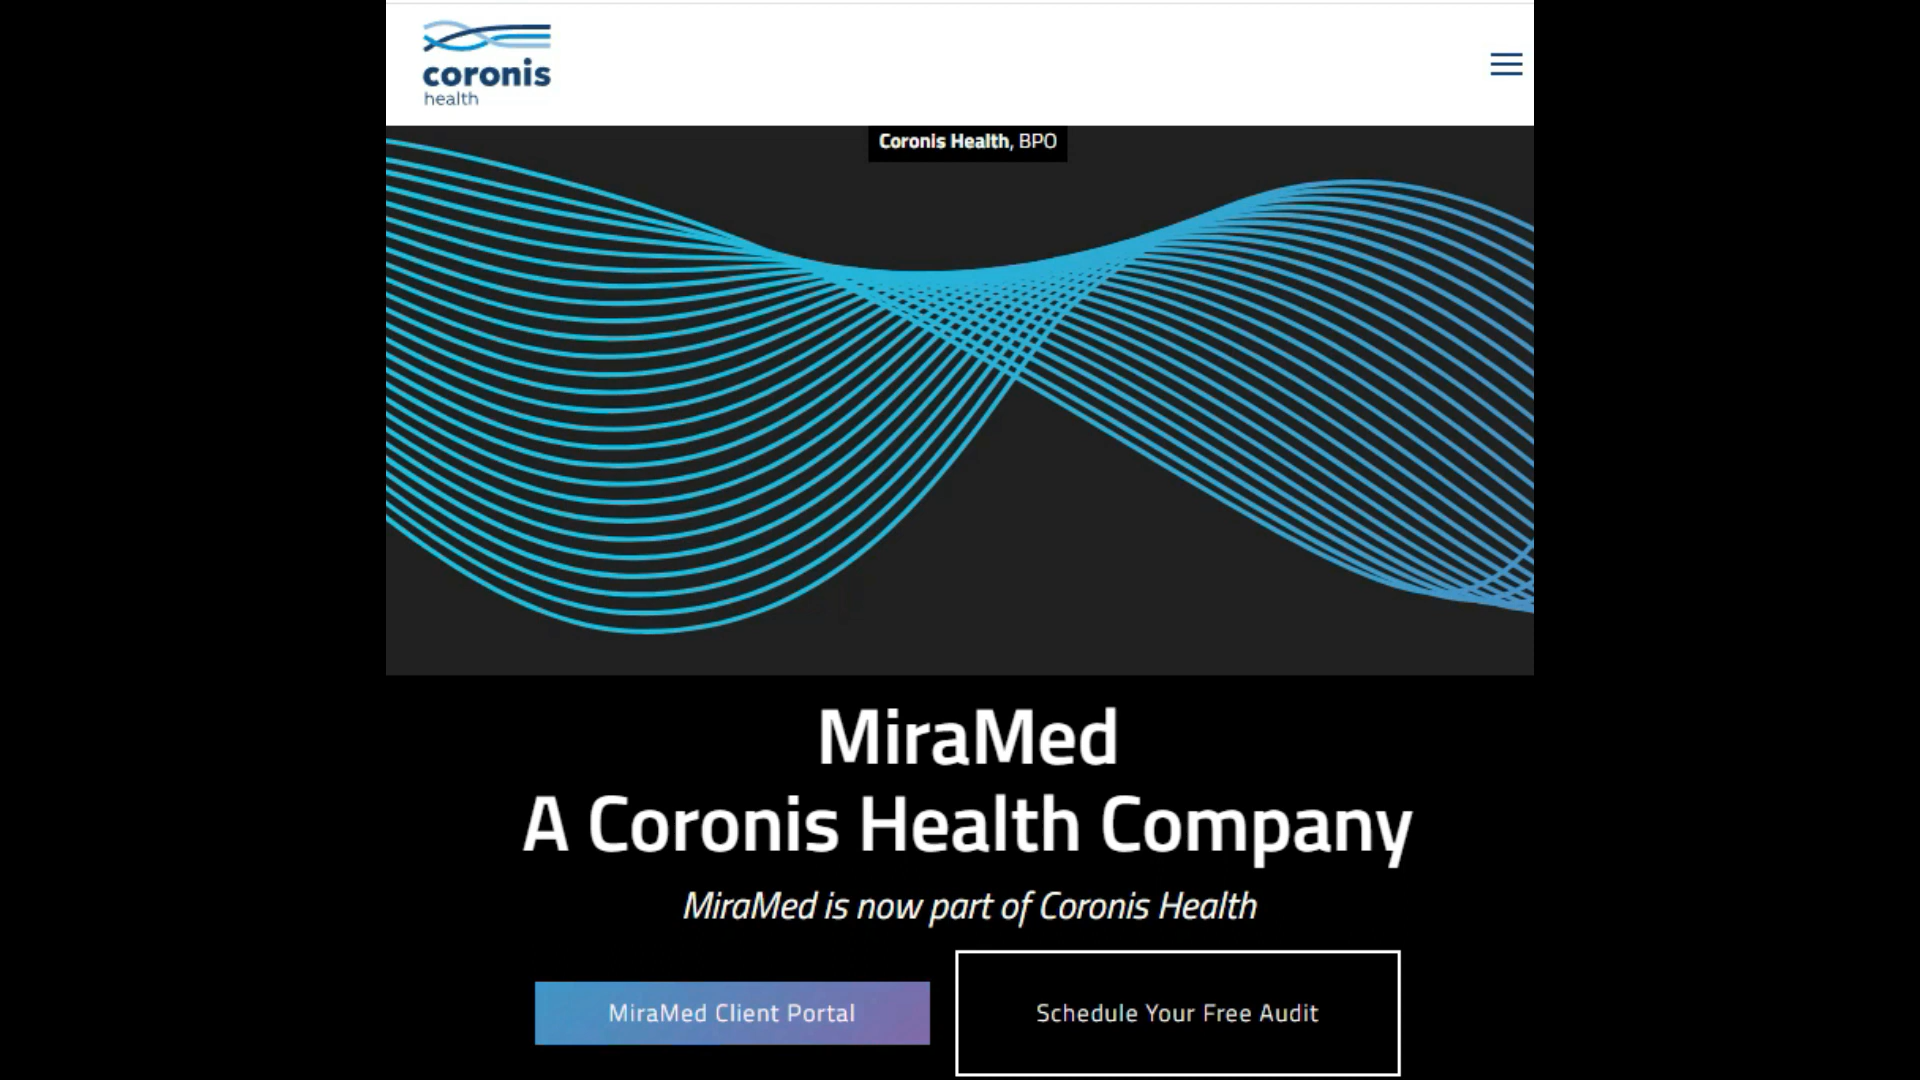 coronis
health
Coronis Health, BPO
MiraMed
A Coronis Health Company
MiraMed is now part of Coronis Health
MiraMed Client Portal
Schedule Your Free Audit